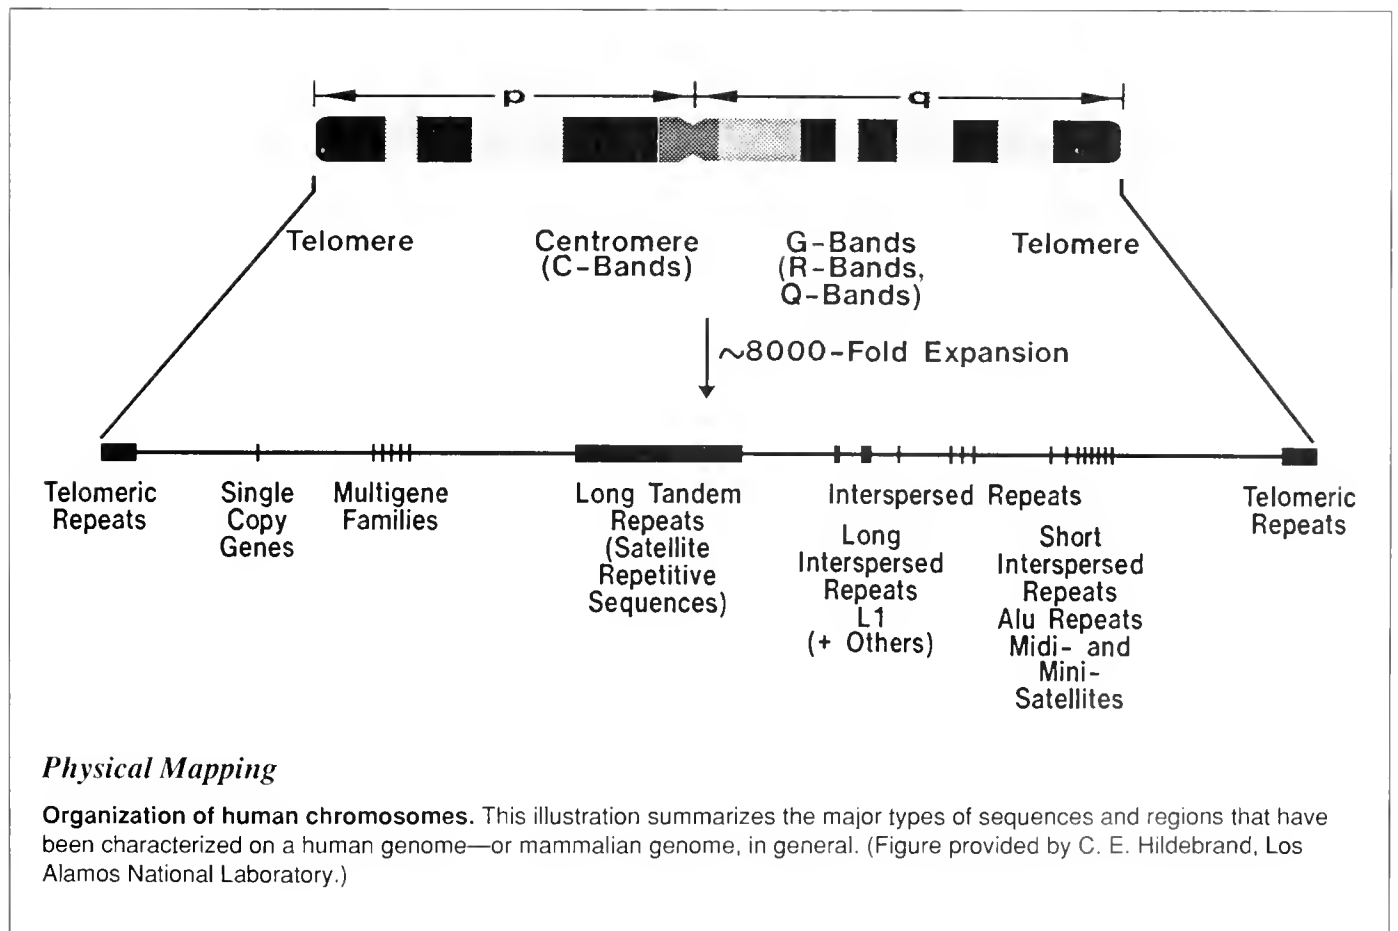 p
q
Telomere
Centromere
(C-Bands)
G-Bands
(R-Bands,
Q-Bands)
Telomere
~8000-Fold Expansion
Telomeric
Repeats
Single
Copy
Genes
Multigene
Families
Long Tandem
Repeats
(Satellite
Repetitive
Sequences)
Interspersed Repeats
Long
Interspersed
Repeats
L1
(+ Others)
Short
Interspersed
Repeats
Alu Repeats
Midi- and
Mini-
Satellites
Telomeric
Repeats
Physical Mapping
Organization of human chromosomes. This illustration summarizes the major types of sequences and regions that have
been characterized on a human genome—or mammalian genome, in general. (Figure provided by C. E. Hildebrand, Los
Alamos National Laboratory.)